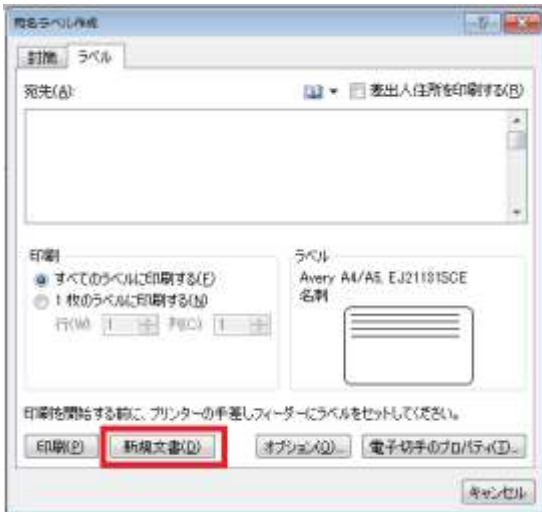 宛名ラベル作成
封筒 ラベル
宛先(A):
差出人住所を印刷する(R)
印刷
すべてのラベルに印刷する(F)
1 枚のラベルに印刷する(N)
行(W) 1 列(C) 1
ラベル
Avery A4/A5,
名刺
印刷を開始する前に、プリンターの手差しフィーダーにラベルをセットしてください。
印刷(P) 新規文書(D) オプション(O)... 電子切手のプロパティ(T)...
キャンセル